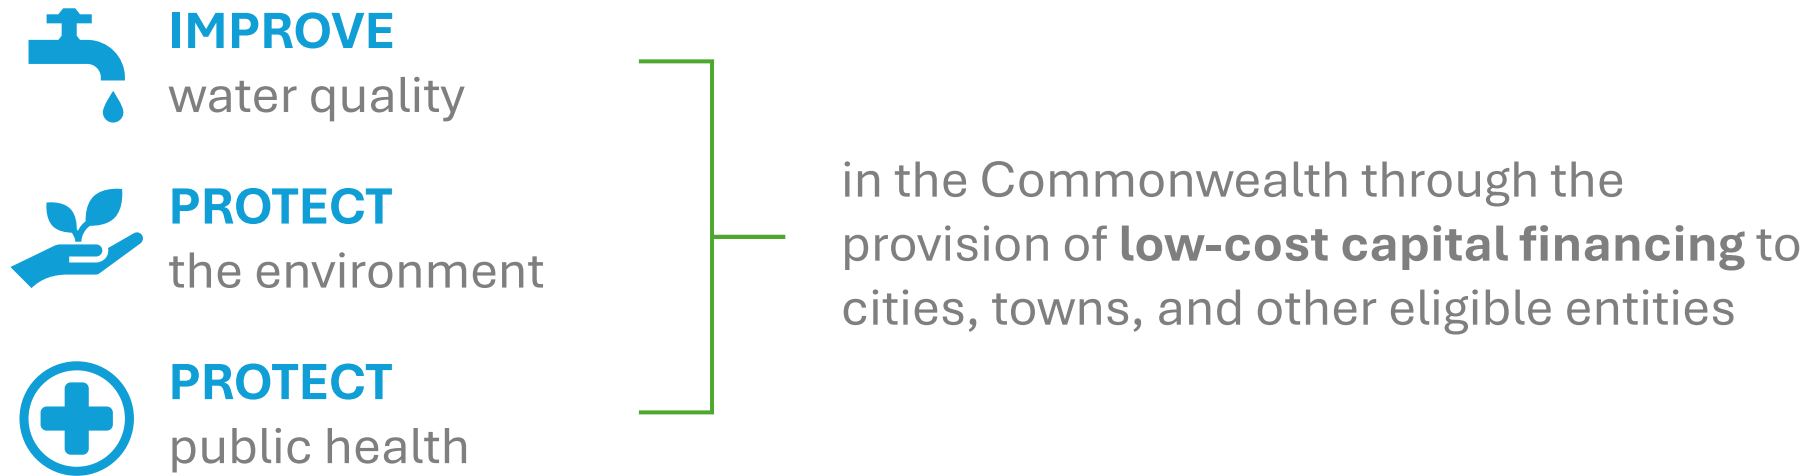 IMPROVE
water quality
PROTECT
the environment
PROTECT
public health
in the Commonwealth through the
provision of low-cost capital financing to
cities, towns, and other eligible entities